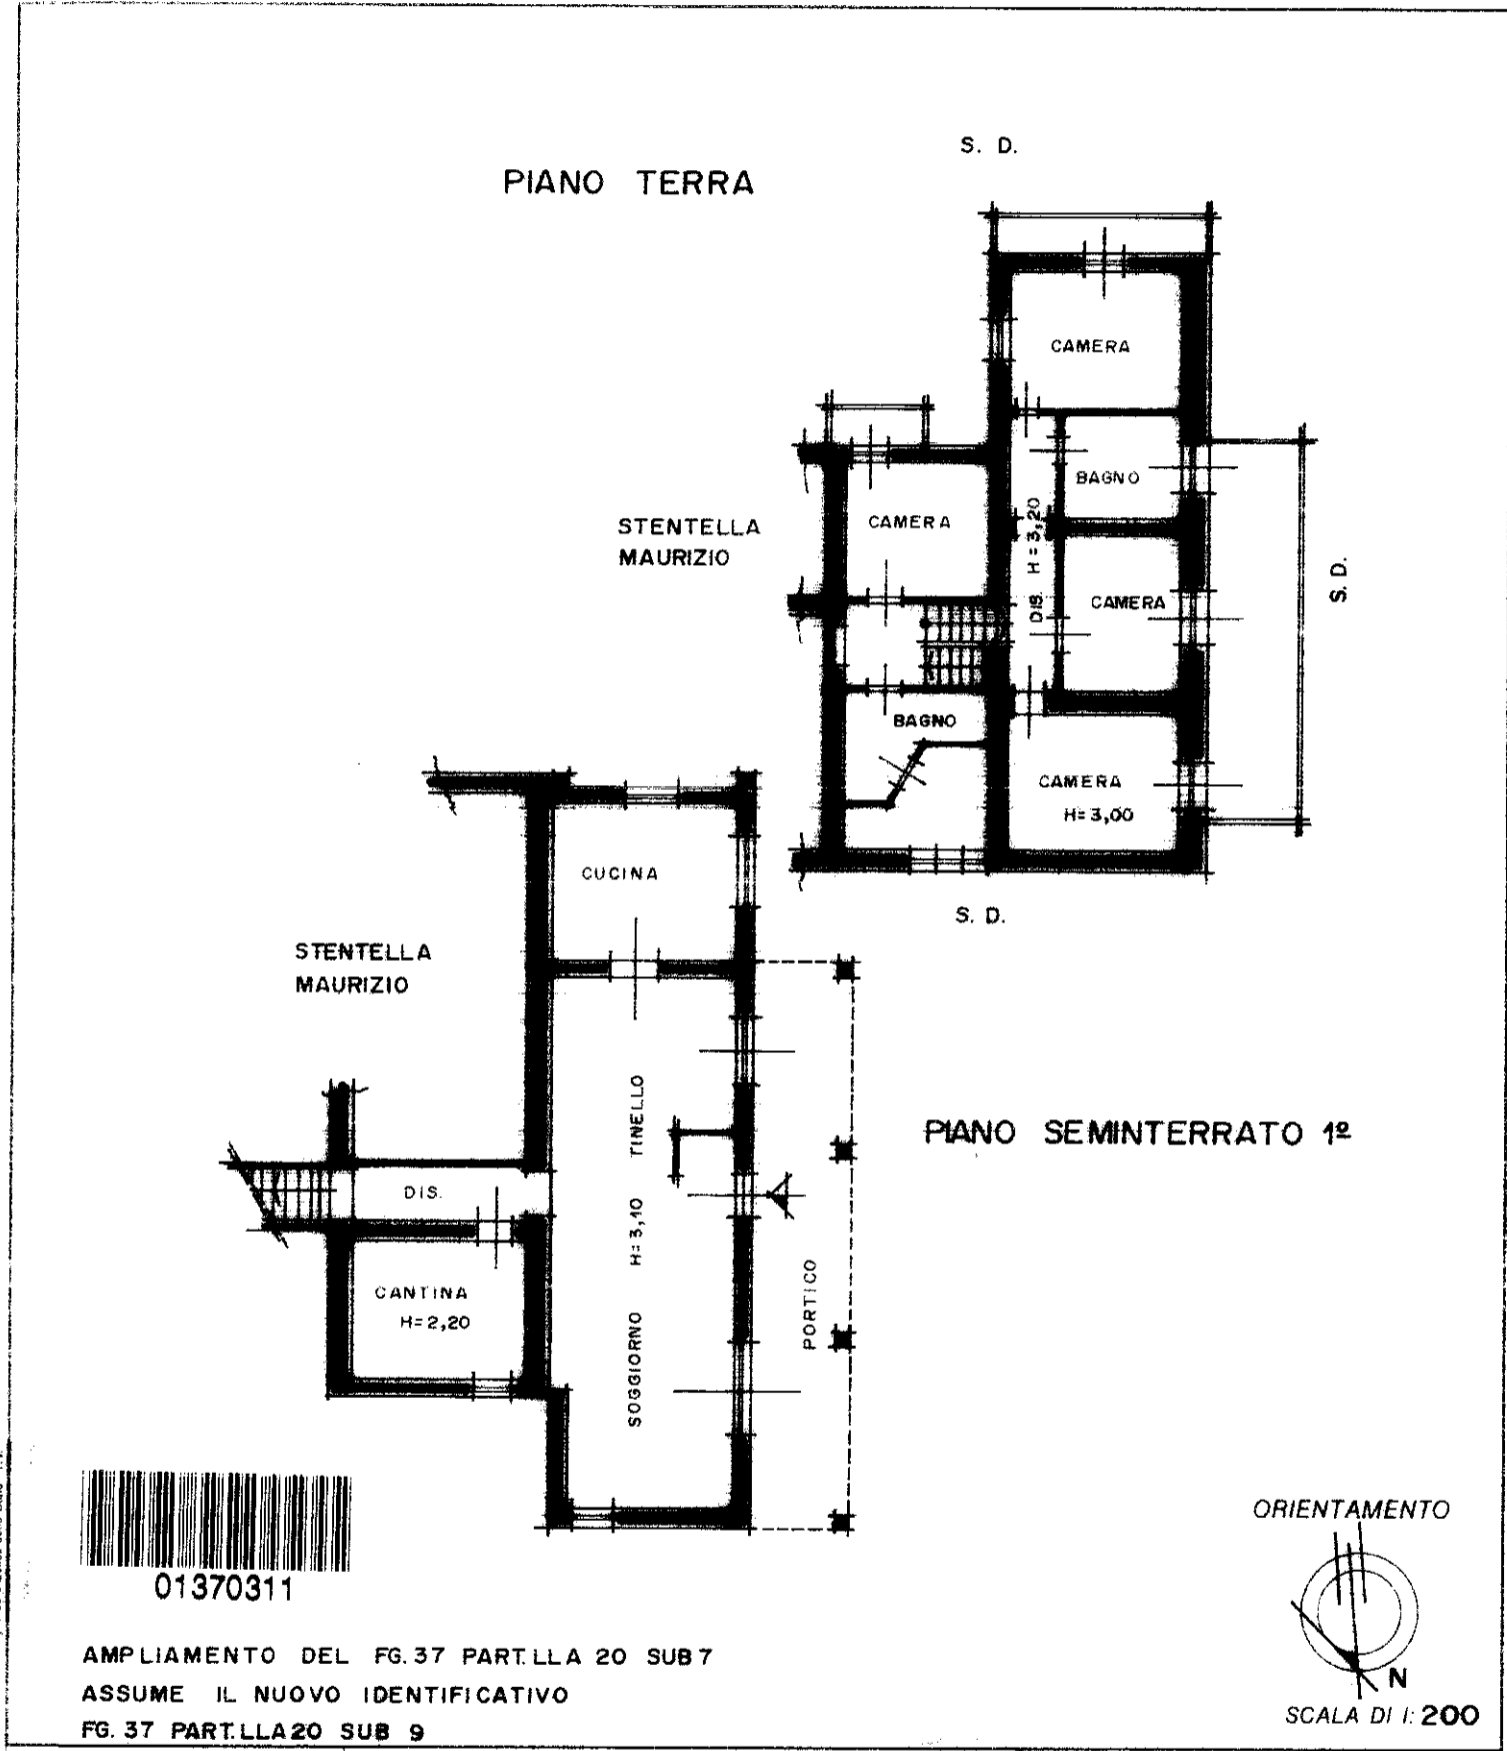 S. D.
PIANO TERRA
CAMERA
BAGNO
STENTELLA
MAURIZIO
CAMERA
DIS. H=3,20
CAMERA
S. D.
BAGNO
CAMERA
H=3,00
S. D.
CUCINA
STENTELLA
MAURIZIO
SOGGIORNO H=3,10 TINELLO
PIANO SEMINTERRATO 1º
DIS.
CANTINA
H=2,20
PORTICO
01370311
ORIENTAMENTO
N
SCALA DI 1: 200
AMPLIAMENTO DEL FG. 37 PART.LLA 20 SUB 7
ASSUME IL NUOVO IDENTIFICATIVO
FG. 37 PART.LLA 20 SUB 9